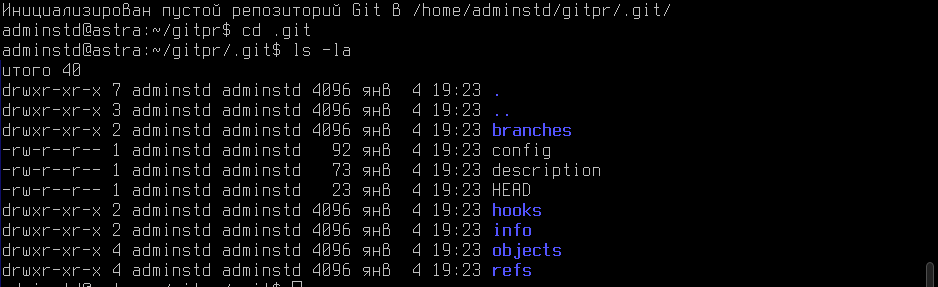 Инициализирован пустой репозиторий Git в /home/adminstd/gitpr/.git/
adminstd@astra:~/gitpr$ cd .git
adminstd@astra:~/gitpr/.git$ ls -la
итого 40
drwxr-xr-x 7 adminstd adminstd 4096 янв  4 19:23 .
drwxr-xr-x 3 adminstd adminstd 4096 янв  4 19:23 ..
drwxr-xr-x 2 adminstd adminstd 4096 янв  4 19:23 branches
-rw-r--r-- 1 adminstd adminstd   92 янв  4 19:23 config
-rw-r--r-- 1 adminstd adminstd   73 янв  4 19:23 description
-rw-r--r-- 1 adminstd adminstd   23 янв  4 19:23 HEAD
drwxr-xr-x 2 adminstd adminstd 4096 янв  4 19:23 hooks
drwxr-xr-x 2 adminstd adminstd 4096 янв  4 19:23 info
drwxr-xr-x 4 adminstd adminstd 4096 янв  4 19:23 objects
drwxr-xr-x 4 adminstd adminstd 4096 янв  4 19:23 refs
adminstd@astra:~/gitpr/.git$